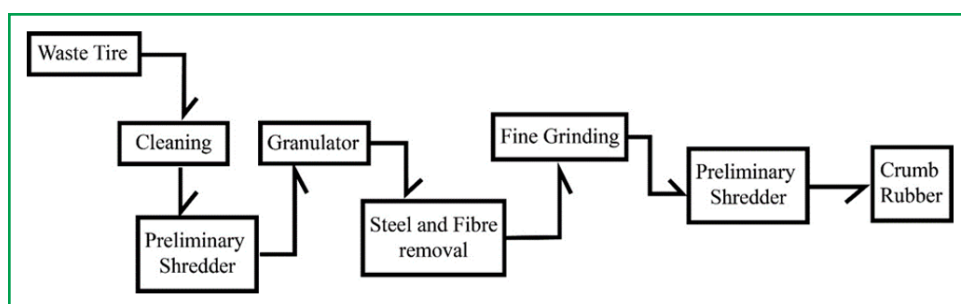 Waste Tire
Cleaning
Preliminary
Shredder
Granulator
Steel and Fibre
removal
Fine Grinding
Preliminary
Shredder
Crumb
Rubber